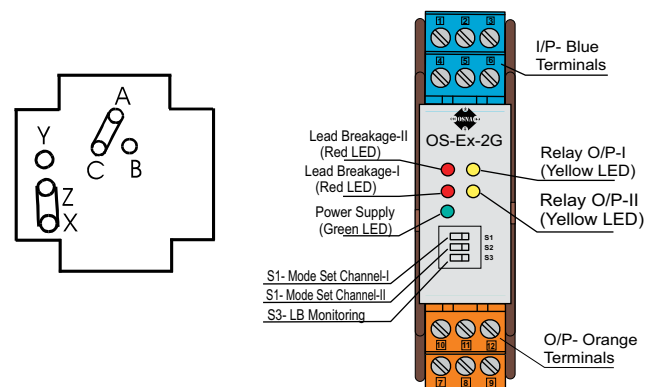 A
Y
C
B
Z
X
1 2 3
4 5 6
I/P- Blue
Terminals
OSNA
OS-Ex-2G
Lead Breakage-II
(Red LED)
Lead Breakage-I
(Red LED)
Power Supply
(Green LED)
Relay O/P-I
(Yellow LED)
Relay O/P-II
(Yellow LED)
S1
S2
S3
S1- Mode Set Channel-I
S1- Mode Set Channel-II
S3- LB Monitoring
10 11 12
7 8 9
O/P- Orange
Terminals